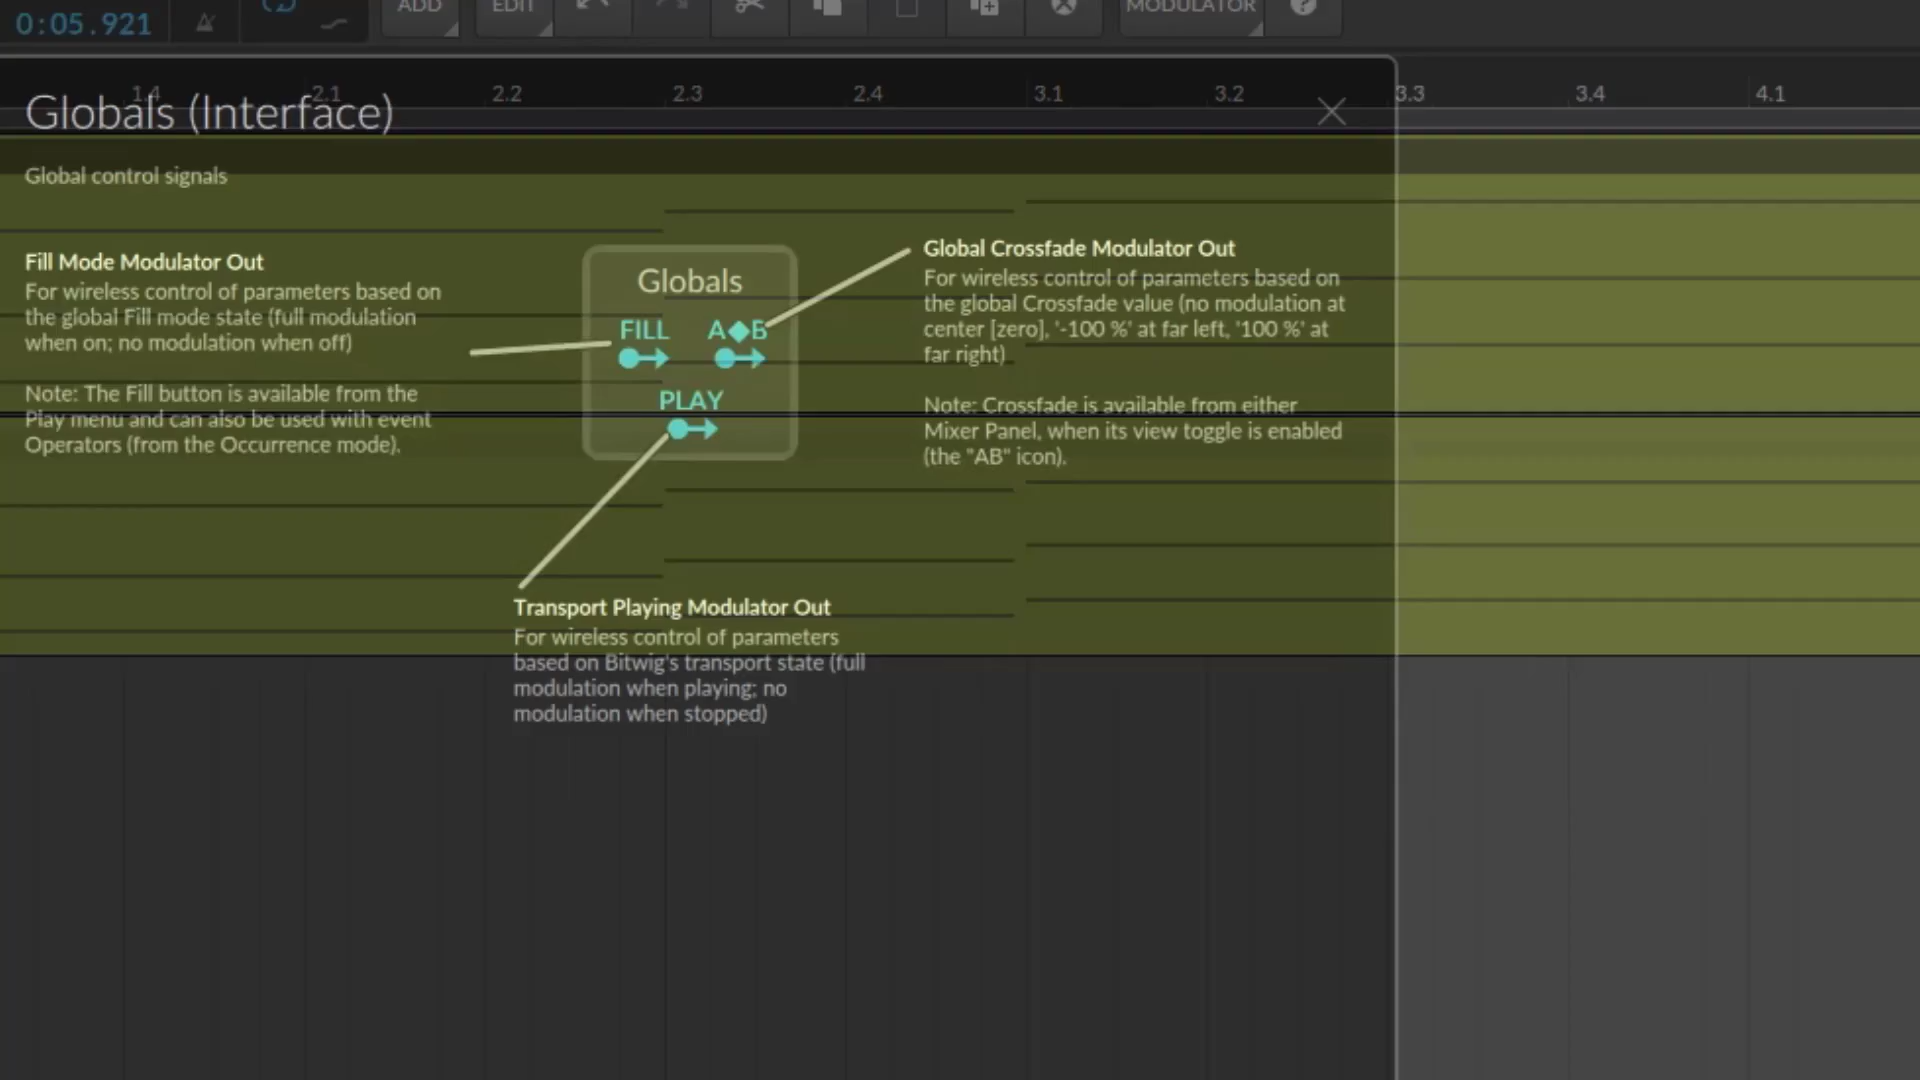 0:05.921
ADD
EDIT
MODULATOR
1.4
2.1
2.2
2.3
2.4
3.1
3.2
3.3
3.4
4.1
Globals (Interface)
Global control signals
Fill Mode Modulator Out
For wireless control of parameters based on
the global Fill mode state (full modulation
when on; no modulation when off)
Note: The Fill button is available from the
Play menu and can also be used with event
Operators (from the Occurrence mode).
Globals
FILL
A◆B
PLAY
Global Crossfade Modulator Out
For wireless control of parameters based on
the global Crossfade value (no modulation at
center [zero], '-100 %' at far left, '100 %' at
far right)
Note: Crossfade is available from either
Mixer Panel, when its view toggle is enabled
(the "AB" icon).
Transport Playing Modulator Out
For wireless control of parameters
based on Bitwig's transport state (full
modulation when playing; no
modulation when stopped)